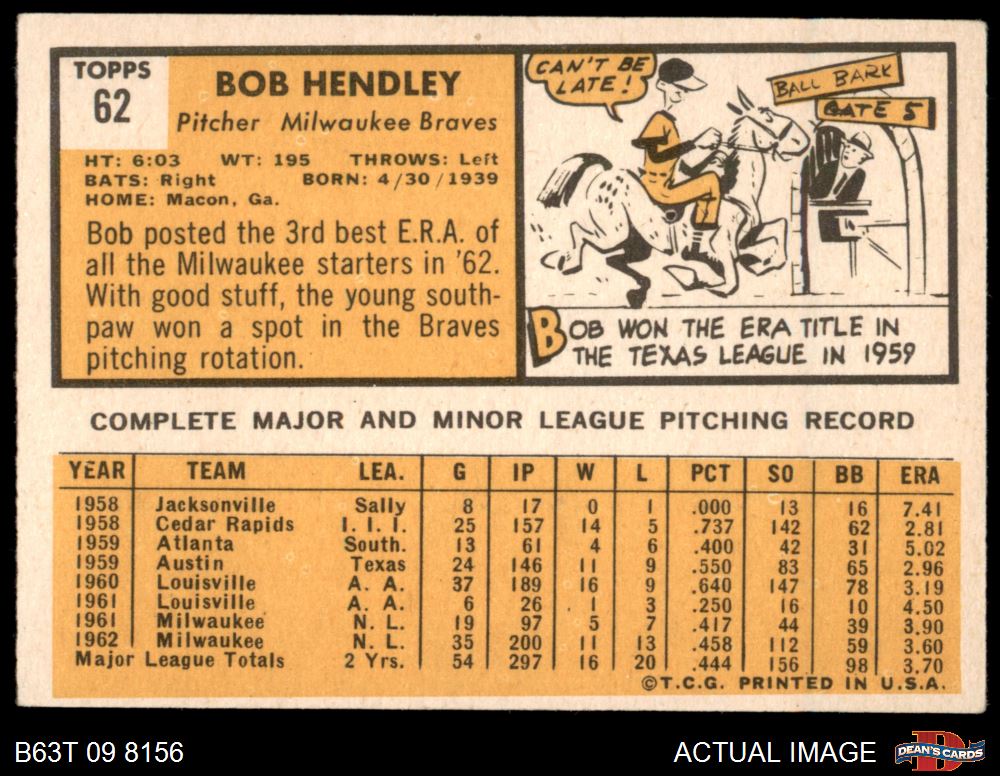 TOPPS
62
BOB HENDLEY
Pitcher Milwaukee Braves
HT: 6:03 WT: 195 THROWS: Left
BATS: Right BORN: 4/30/1939
HOME: Macon, Ga.
Bob posted the 3rd best E.R.A. of
all the Milwaukee starters in '62.
With good stuff, the young south-
paw won a spot in the Braves
pitching rotation.
CAN'T BE
LATE!
BALL BARK
GATE 5
BOB WON THE ERA TITLE IN
THE TEXAS LEAGUE IN 1959
COMPLETE MAJOR AND MINOR LEAGUE PITCHING RECORD
YEAR TEAM LEA. G IP W L PCT SO BB ERA
1958 Jacksonville Sally 8 17 0 1 .000 13 16 7.41
1958 Cedar Rapids I. I. I. 25 157 14 5 .737 142 62 2.81
1959 Atlanta South. 13 61 4 6 .400 42 31 5.02
1959 Austin Texas 24 146 11 9 .550 83 65 2.96
1960 Louisville A. A. 37 189 16 9 .640 147 78 3.19
1961 Louisville A. A. 6 26 1 3 .250 16 10 4.50
1961 Milwaukee N. L. 19 97 5 7 .417 44 39 3.90
1962 Milwaukee N. L. 35 200 11 13 .458 112 59 3.60
Major League Totals 2 Yrs. 54 297 16 20 .444 156 98 3.70
©T.C.G. PRINTED IN U.S.A.
B63T 09 8156
ACTUAL IMAGE
D
DEAN'S CARDS